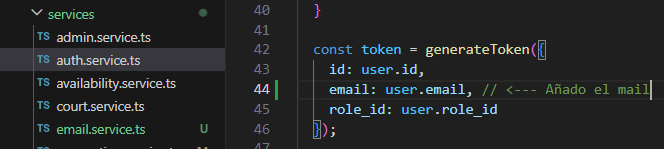 services
TS admin.service.ts
TS auth.service.ts
TS availability.service.ts
TS court.service.ts
TS email.service.ts U
40 }
41
42 const token = generateToken({
43 id: user.id,
44 email: user.email, // <--- Añado el mail
45 role_id: user.role_id
46 });
47